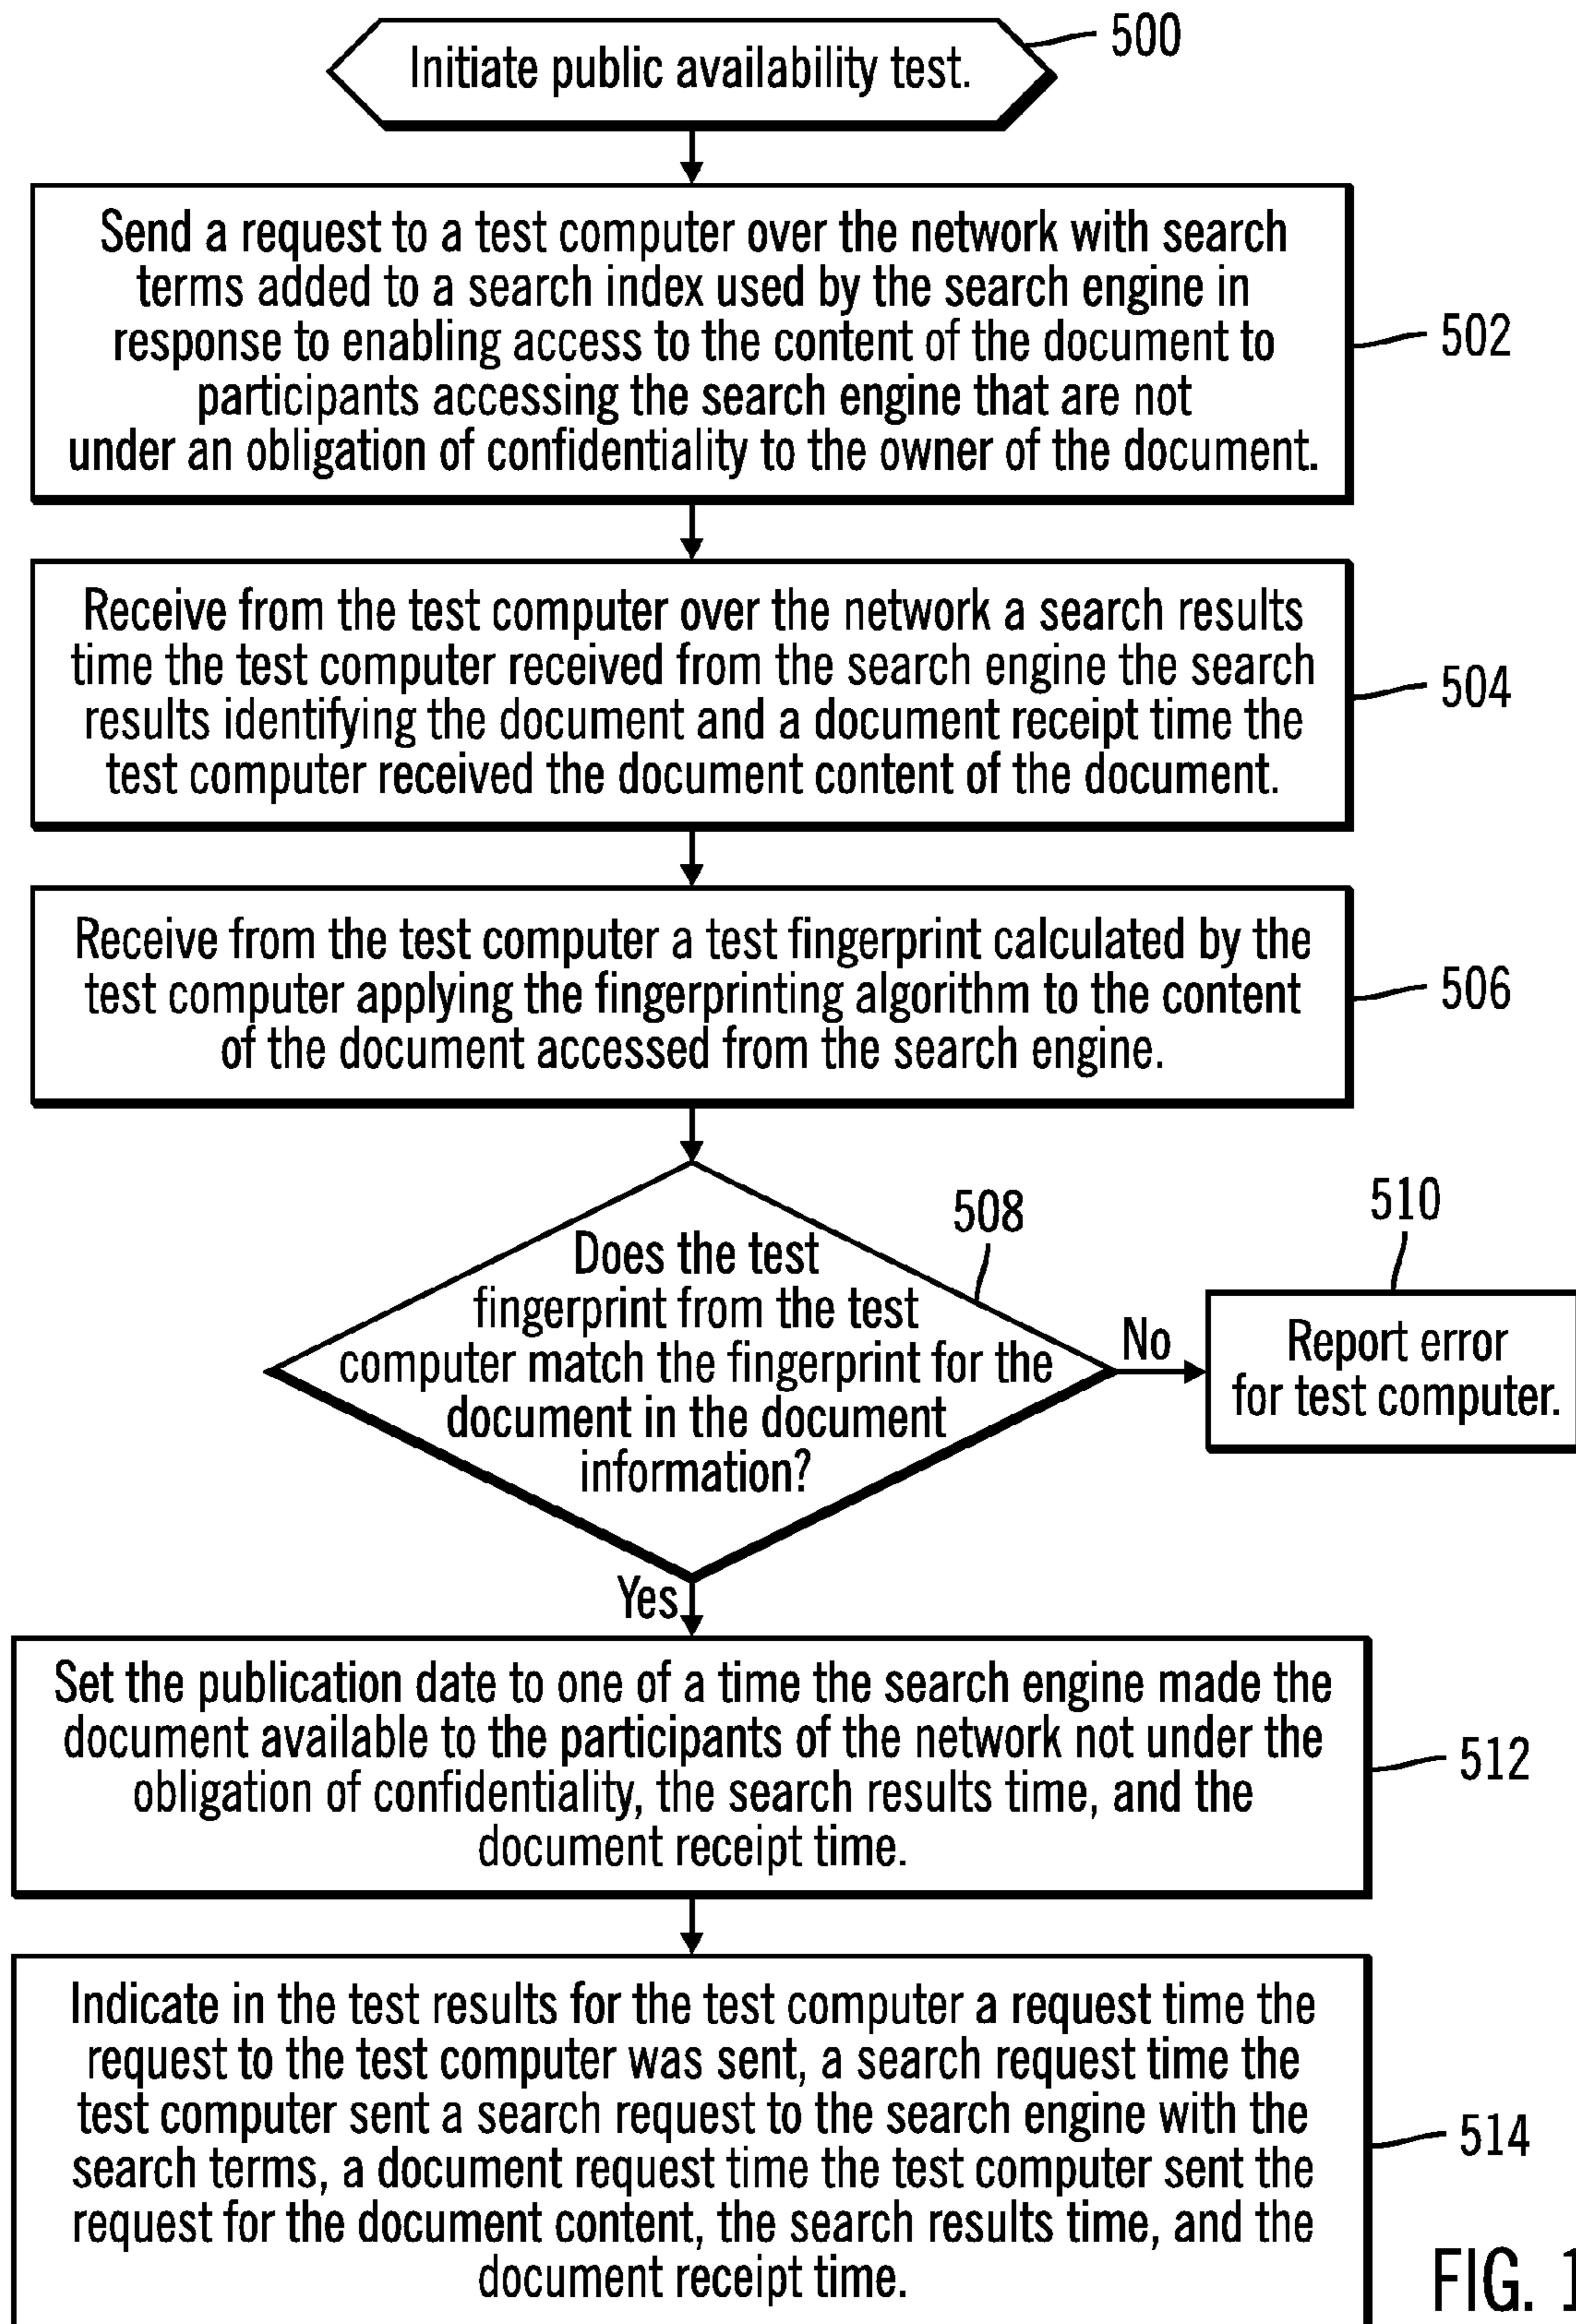 Initiate public availability test.
500
Send a request to a test computer over the network with search
terms added to a search index used by the search engine in
response to enabling access to the content of the document to
participants accessing the search engine that are not
under an obligation of confidentiality to the owner of the document.
502
Receive from the test computer over the network a search results
time the test computer received from the search engine the search
results identifying the document and a document receipt time the
test computer received the document content of the document.
504
Receive from the test computer a test fingerprint calculated by the
test computer applying the fingerprinting algorithm to the content
of the document accessed from the search engine.
506
Does the test
fingerprint from the test
computer match the fingerprint for the
document in the document
information?
508
No
510
Report error
for test computer.
Yes
Set the publication date to one of a time the search engine made the
document available to the participants of the network not under the
obligation of confidentiality, the search results time, and the
document receipt time.
512
Indicate in the test results for the test computer a request time the
request to the test computer was sent, a search request time the
test computer sent a search request to the search engine with the
search terms, a document request time the test computer sent the
request for the document content, the search results time, and the
document receipt time.
514
FIG.